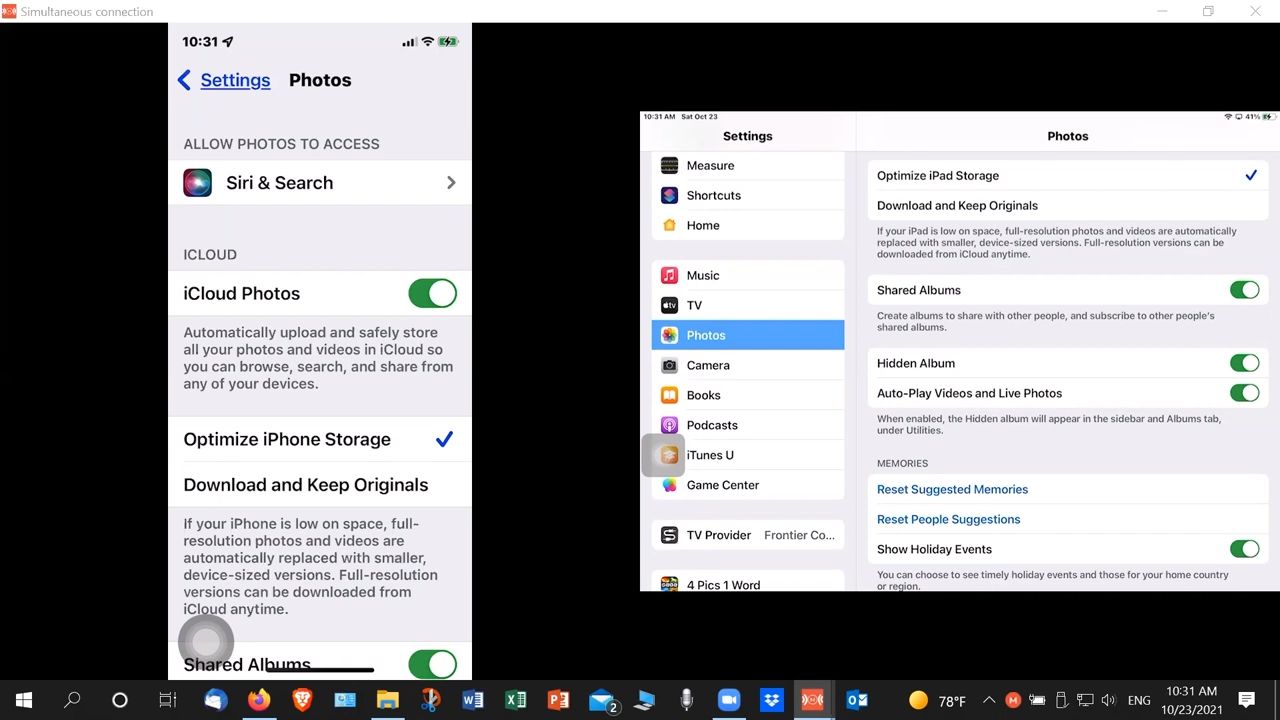 Simultaneous connection
10:31
Settings
Photos
ALLOW PHOTOS TO ACCESS
Siri & Search
ICLOUD
iCloud Photos
Automatically upload and safely store
all your photos and videos in iCloud so
you can browse, search, and share from
any of your devices.
Optimize iPhone Storage
Download and Keep Originals
If your iPhone is low on space, full-
resolution photos and videos are
automatically replaced with smaller,
device-sized versions. Full-resolution
versions can be downloaded from
iCloud anytime.
Shared Albums
10:31 AM Sat Oct 23
41%
Settings
Measure
Shortcuts
Home
Music
TV
Photos
Camera
Books
Podcasts
iTunes U
Game Center
TV Provider Frontier Co...
4 Pics 1 Word
Photos
Optimize iPad Storage
Download and Keep Originals
If your iPad is low on space, full-resolution photos and videos are automatically
replaced with smaller, device-sized versions. Full-resolution versions can be
downloaded from iCloud anytime.
Shared Albums
Create albums to share with other people, and subscribe to other people's
shared albums.
Hidden Album
Auto-Play Videos and Live Photos
When enabled, the Hidden album will appear in the sidebar and Albums tab,
under Utilities.
MEMORIES
Reset Suggested Memories
Reset People Suggestions
Show Holiday Events
You can choose to see timely holiday events and those for your home country
or region.
2
78°F
ENG
10:31 AM
10/23/2021